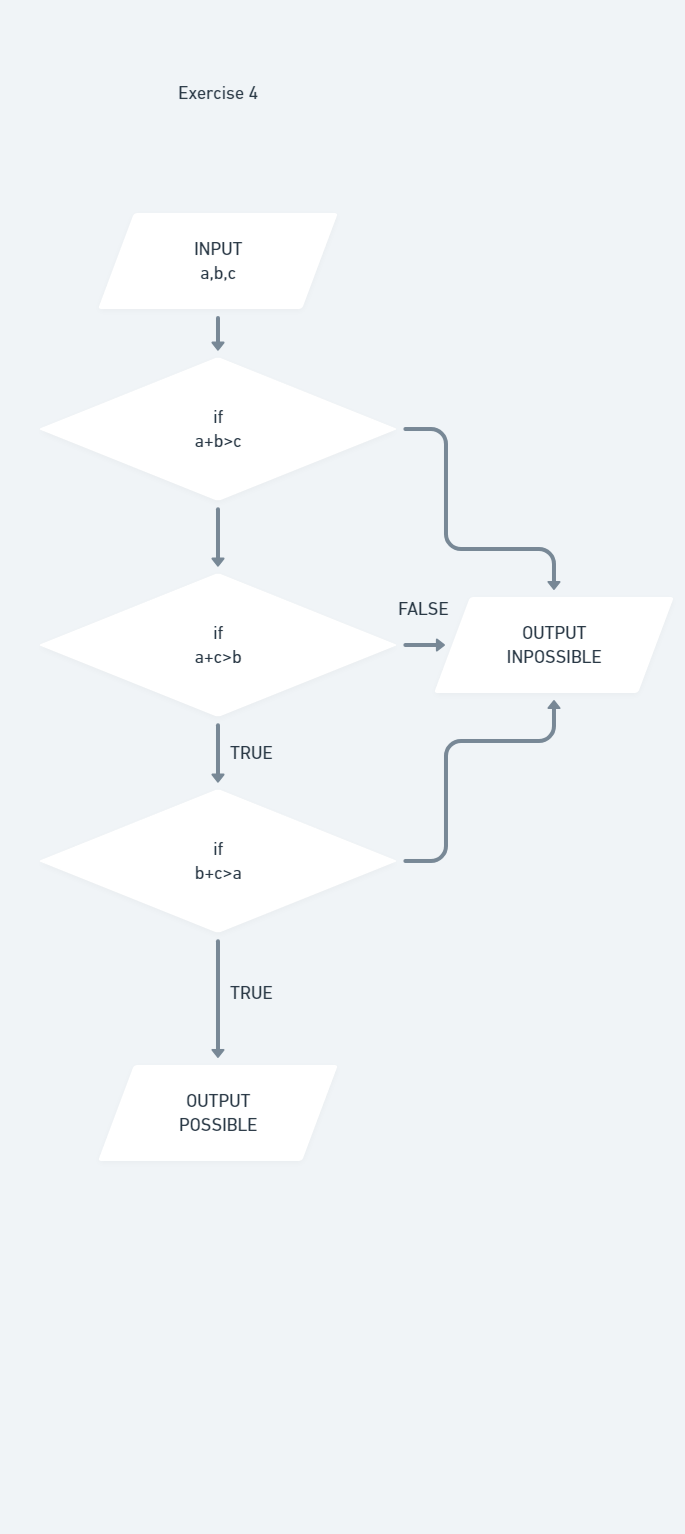 Exercise 4
INPUT
a,b,c
if
a+b>c
if
a+c>b
FALSE
OUTPUT
INPOSSIBLE
TRUE
if
b+c>a
TRUE
OUTPUT
POSSIBLE